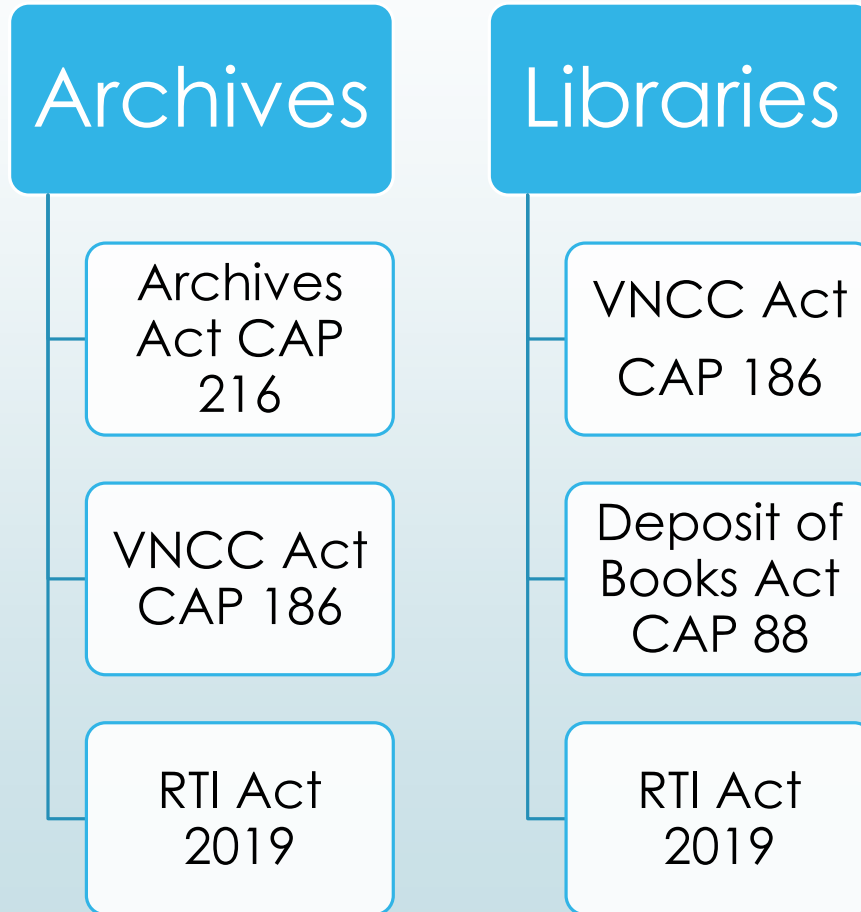 Archives
Archives
Act CAP
216
VNCC Act
CAP 186
RTI Act
2019
Libraries
VNCC Act
CAP 186
Deposit of
Books Act
CAP 88
RTI Act
2019